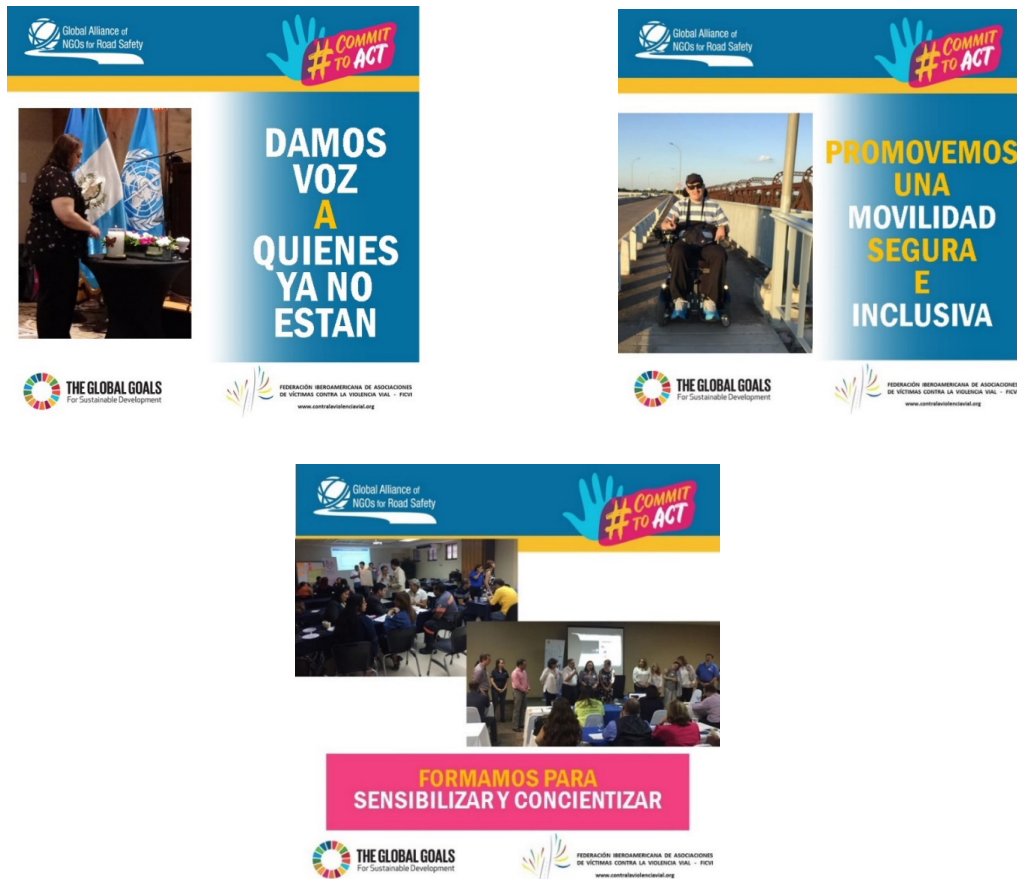 Global Alliance of
NGOs for Road Safety
#COMMIT
TO ACT
DAMOS
VOZ
A
QUIENES
YA NO
ESTAN
THE GLOBAL GOALS
For Sustainable Development
FEDERACIÓN IBEROAMERICANA DE ASOCIACIONES
DE VÍCTIMAS CONTRA LA VIOLENCIA VIAL - FICVI
www.contralaviolenciavial.org
Global Alliance of
NGOs for Road Safety
#COMMIT
TO ACT
PROMOVEMOS
UNA
MOVILIDAD
SEGURA
E
INCLUSIVA
THE GLOBAL GOALS
For Sustainable Development
FEDERACIÓN IBEROAMERICANA DE ASOCIACIONES
DE VÍCTIMAS CONTRA LA VIOLENCIA VIAL - FICVI
www.contralaviolenciavial.org
Global Alliance of
NGOs for Road Safety
#COMMIT
TO ACT
FORMAMOS PARA
SENSIBILIZAR Y CONCIENTIZAR
THE GLOBAL GOALS
For Sustainable Development
FEDERACIÓN IBEROAMERICANA DE ASOCIACIONES
DE VÍCTIMAS CONTRA LA VIOLENCIA VIAL - FICVI
www.contralaviolenciavial.org